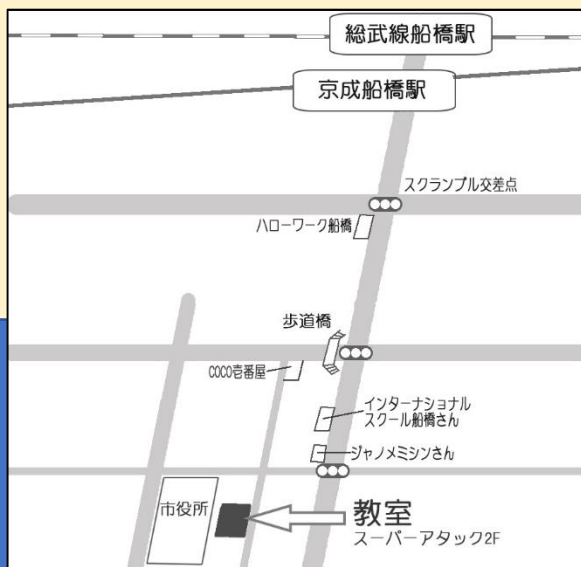 総武線船橋駅
京成船橋駅
スクランブル交差点
ハローワーク船橋
歩道橋
COCO壱番屋
インターナショナル
スクール船橋さん
ジャノメミシンさん
市役所
教室
スーパーアタック2F